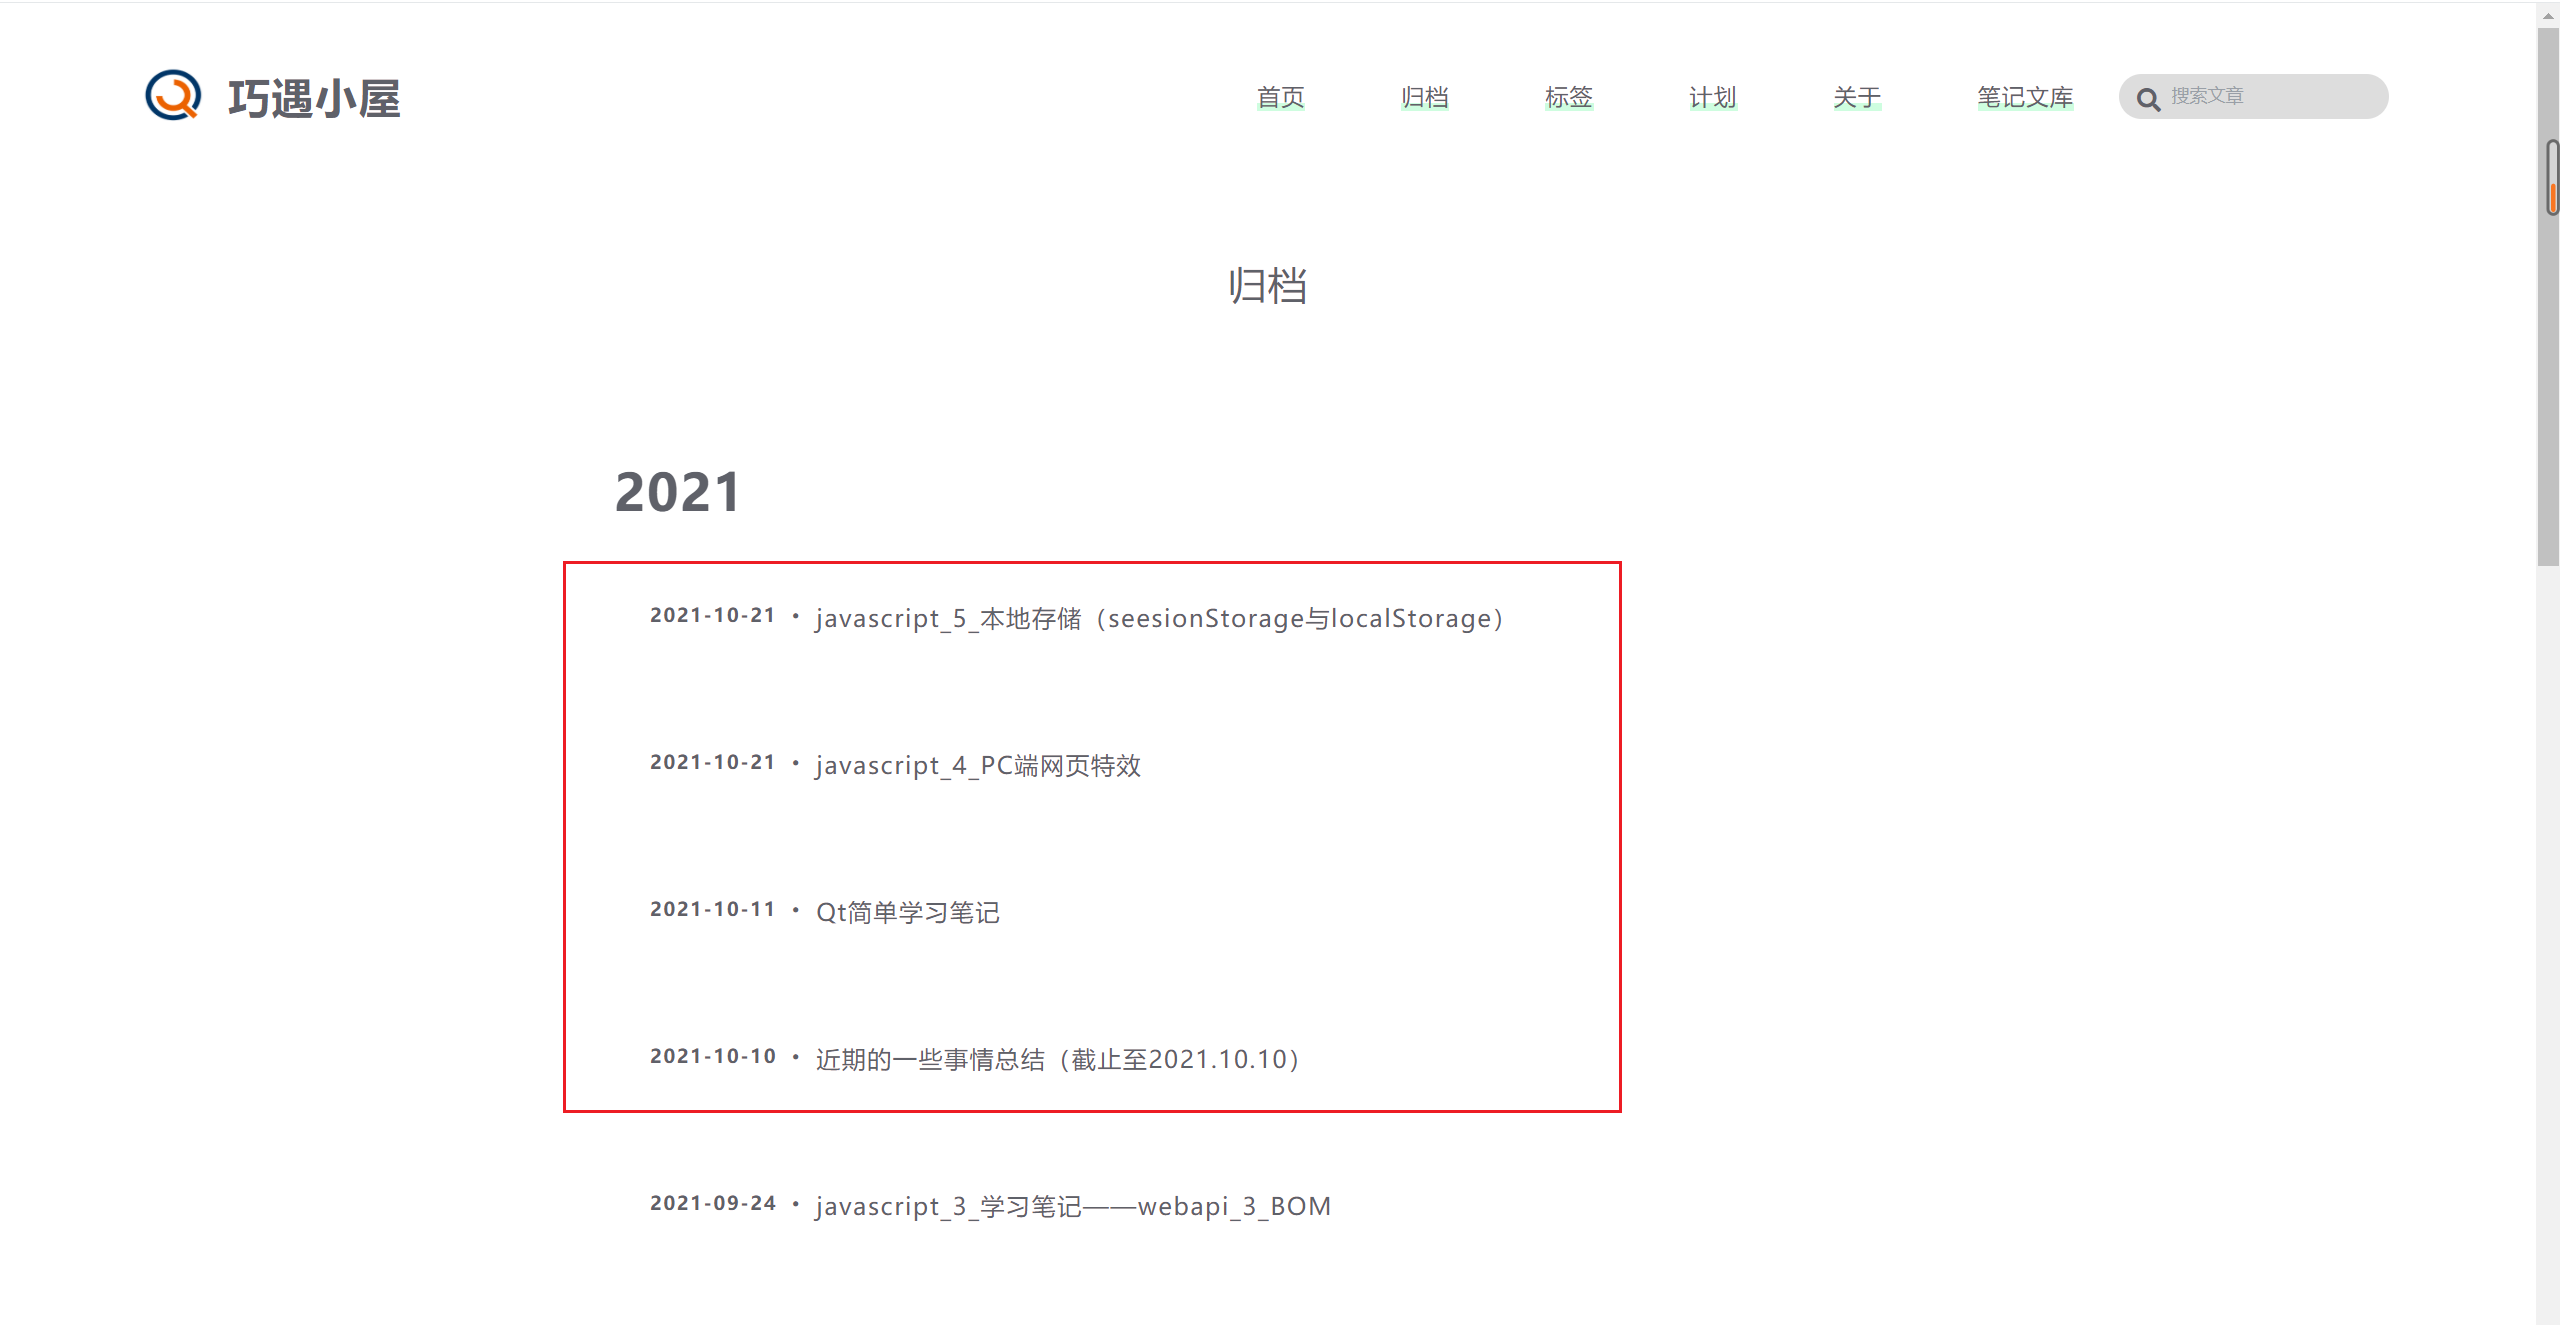 巧遇小屋
首页 归档 标签 计划 关于 笔记文库 搜索文章
归档
2021
2021-10-21 • javascript_5_本地存储（seesionStorage与localStorage）
2021-10-21 • javascript_4_PC端网页特效
2021-10-11 • Qt简单学习笔记
2021-10-10 • 近期的一些事情总结（截止至2021.10.10）
2021-09-24 • javascript_3_学习笔记——webapi_3_BOM